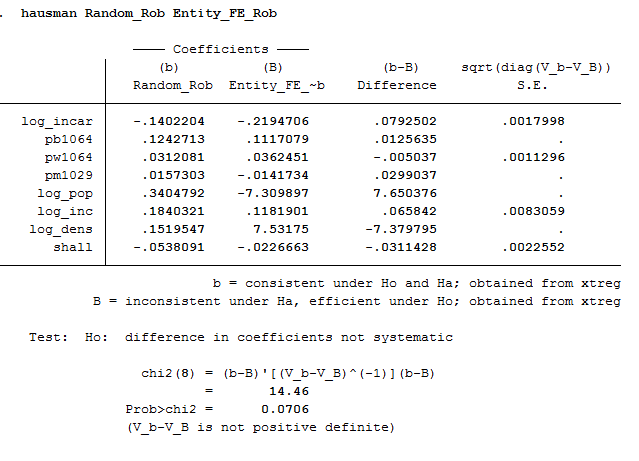 . hausman Random_Rob Entity_FE_Rob
Coefficients
(b) (B) (b-B) sqrt(diag(V_b-V_B))
Random_Rob Entity_FE_~b Difference S.E.
log_incar -.1402204 -.2194706 .0792502 .0017998
pb1064 .1242713 .1117079 .0125635 .
pw1064 .0312081 .0362451 -.005037 .0011296
pm1029 .0157303 -.0141734 .0299037 .
log_pop .3404792 -7.309897 7.650376 .
log_inc .1840321 .1181901 .065842 .0083059
log_dens .1519547 7.53175 -7.379795 .
shall -.0538091 -.0226663 -.0311428 .0022552
b = consistent under Ho and Ha; obtained from xtreg
B = inconsistent under Ha, efficient under Ho; obtained from xtreg
Test: Ho: difference in coefficients not systematic
chi2(8) = (b-B)'[(V_b-V_B)^(-1)](b-B)
= 14.46
Prob>chi2 = 0.0706
(V_b-V_B is not positive definite)